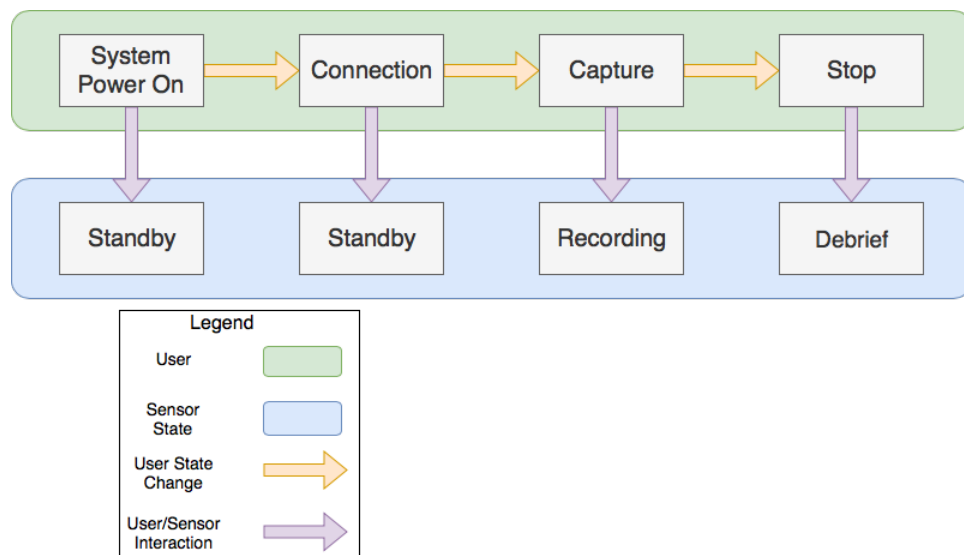 System
Power On
Connection
Capture
Stop
Standby
Standby
Recording
Debrief
Legend
User
Sensor
State
User State
Change
User/Sensor
Interaction